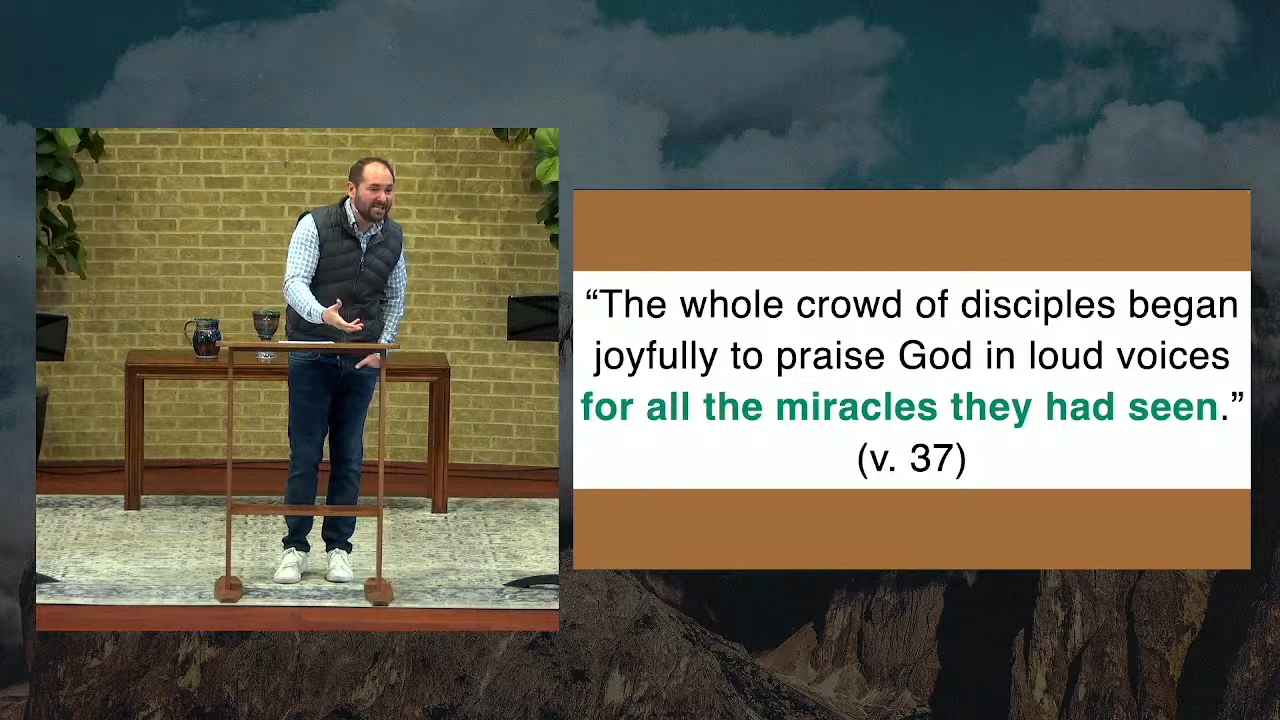 “The whole crowd of disciples began
joyfully to praise God in loud voices
for all the miracles they had seen.”
(v. 37)